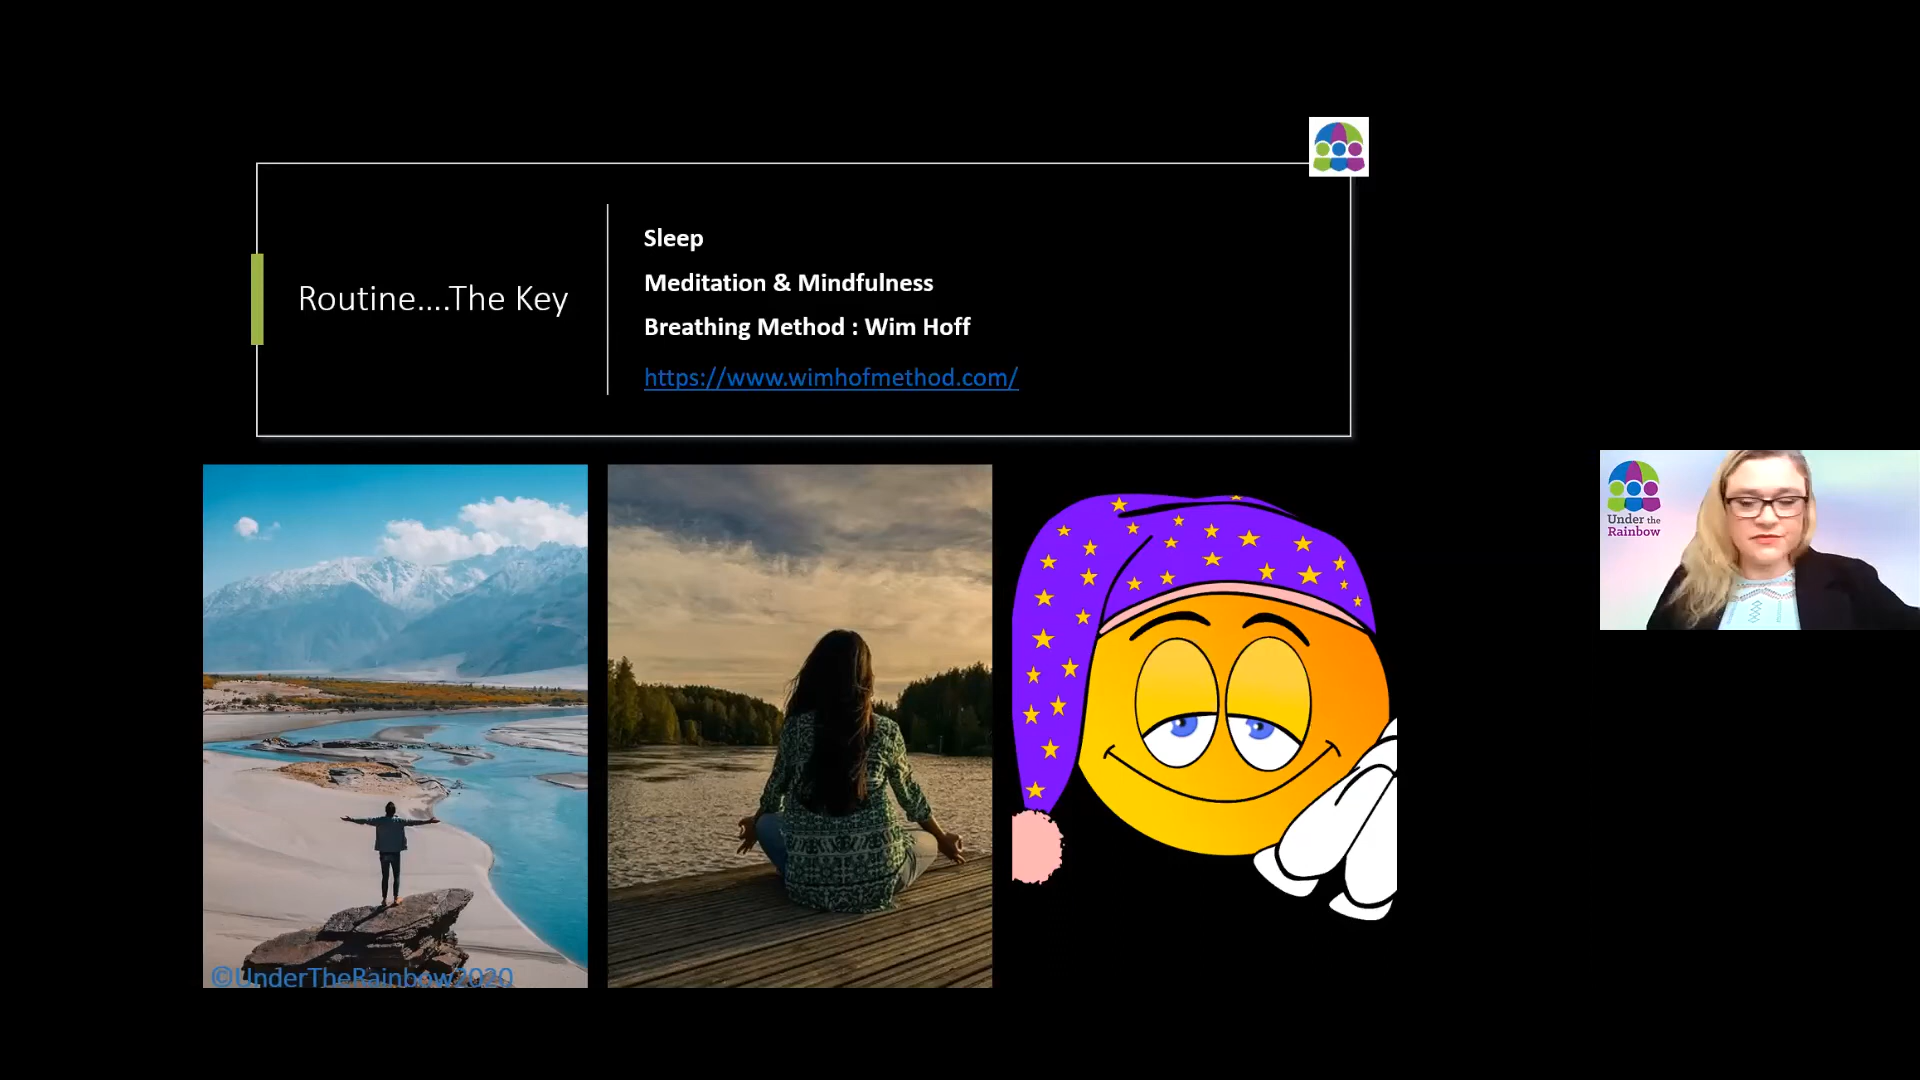 Routine....The Key
Sleep
Meditation & Mindfulness
Breathing Method : Wim Hoff
https://www.wimhofmethod.com/
©UnderTheRainbow2020
Under the
Rainbow